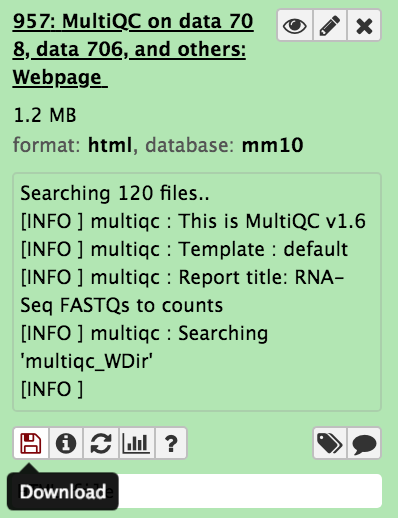 957: MultiQC on data 70
8, data 706, and others:
Webpage
1.2 MB
format: html, database: mm10
Searching 120 files..
[INFO ] multiqc : This is MultiQC v1.6
[INFO ] multiqc : Template : default
[INFO ] multiqc : Report title: RNA-
Seq FASTQs to counts
[INFO ] multiqc : Searching
'multiqc_WDir'
[INFO ]
?
Download